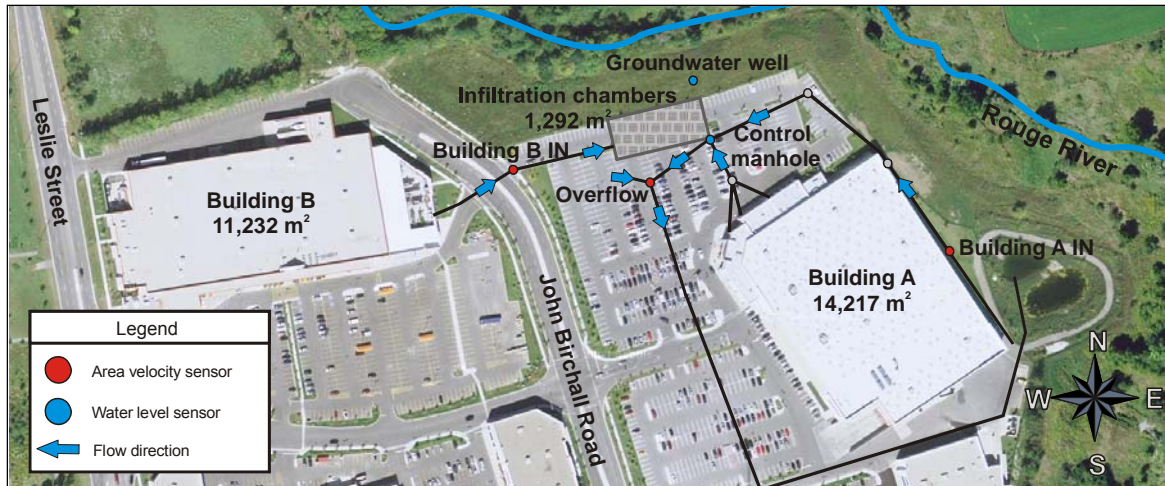 Groundwater well
Infiltration chambers
1,292 m²
Leslie Street
Rouge River
Control
manhole
Building B IN
Overflow
Building B
11,232 m²
Building A IN
Building A
14,217 m²
John Birchall Road
Legend
Area velocity sensor
Water level sensor
Flow direction
N
W
E
S